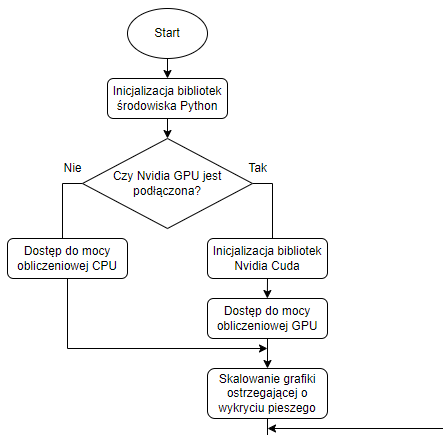 Start
Inicjalizacja bibliotek
środowiska Python
Nie
Tak
Czy Nvidia GPU jest
podłączona?
Dostęp do mocy
obliczeniowej CPU
Inicjalizacja bibliotek
Nvidia Cuda
Dostęp do mocy
obliczeniowej GPU
Skalowanie grafiki
ostrzegającej o
wykryciu pieszego